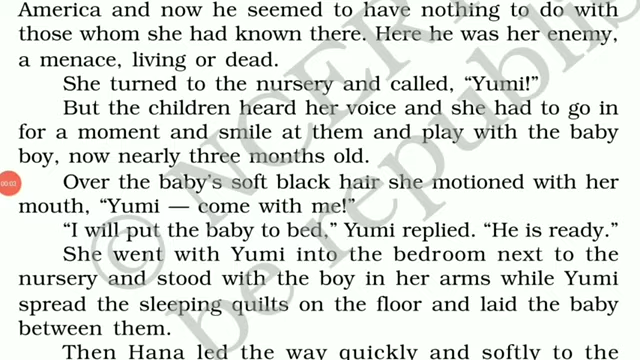 America and now he seemed to have nothing to do with
those whom she had known there. Here he was her enemy,
a menace, living or dead.
She turned to the nursery and called, “Yumi!”
But the children heard her voice and she had to go in
for a moment and smile at them and play with the baby
boy, now nearly three months old.
Over the baby’s soft black hair she motioned with her
mouth, “Yumi — come with me!”
“I will put the baby to bed,” Yumi replied. “He is ready.”
She went with Yumi into the bedroom next to the
nursery and stood with the boy in her arms while Yumi
spread the sleeping quilts on the floor and laid the baby
between them.
Then Hana led the way quickly and softly to the
© NCERT
be republis